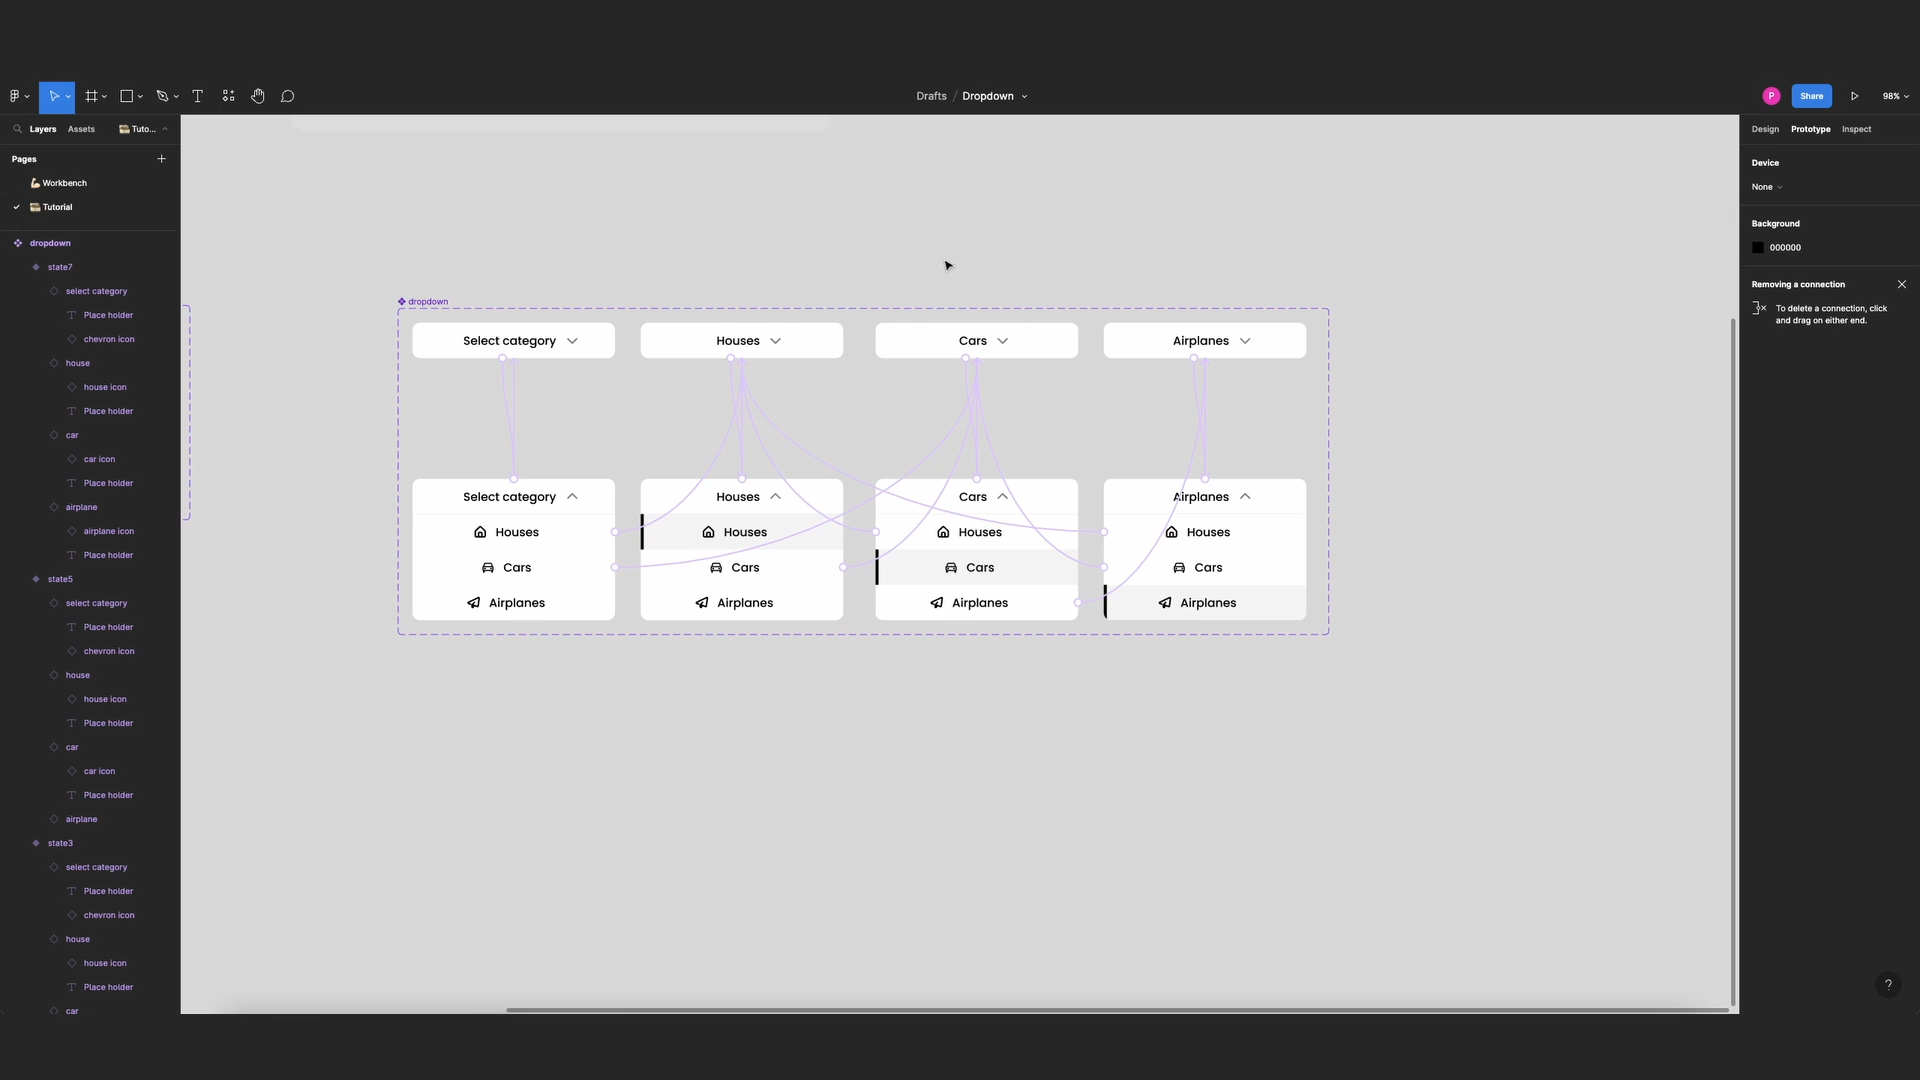 Drafts / Dropdown
P
Share
98%
Layers
Assets
Tuto...
Pages
Workbench
Tutorial
dropdown
state7
select category
Place holder
chevron icon
house
house icon
Place holder
car
car icon
Place holder
airplane
airplane icon
Place holder
state5
select category
Place holder
chevron icon
house
house icon
Place holder
car
car icon
Place holder
airplane
state3
select category
Place holder
chevron icon
house
house icon
Place holder
car
dropdown
Select category
Houses
Cars
Airplanes
Select category
Houses
Cars
Airplanes
Houses
Houses
Houses
Houses
Cars
Cars
Cars
Cars
Airplanes
Airplanes
Airplanes
Airplanes
Design
Prototype
Inspect
Device
None
Background
000000
Removing a connection
To delete a connection, click
and drag on either end.
?